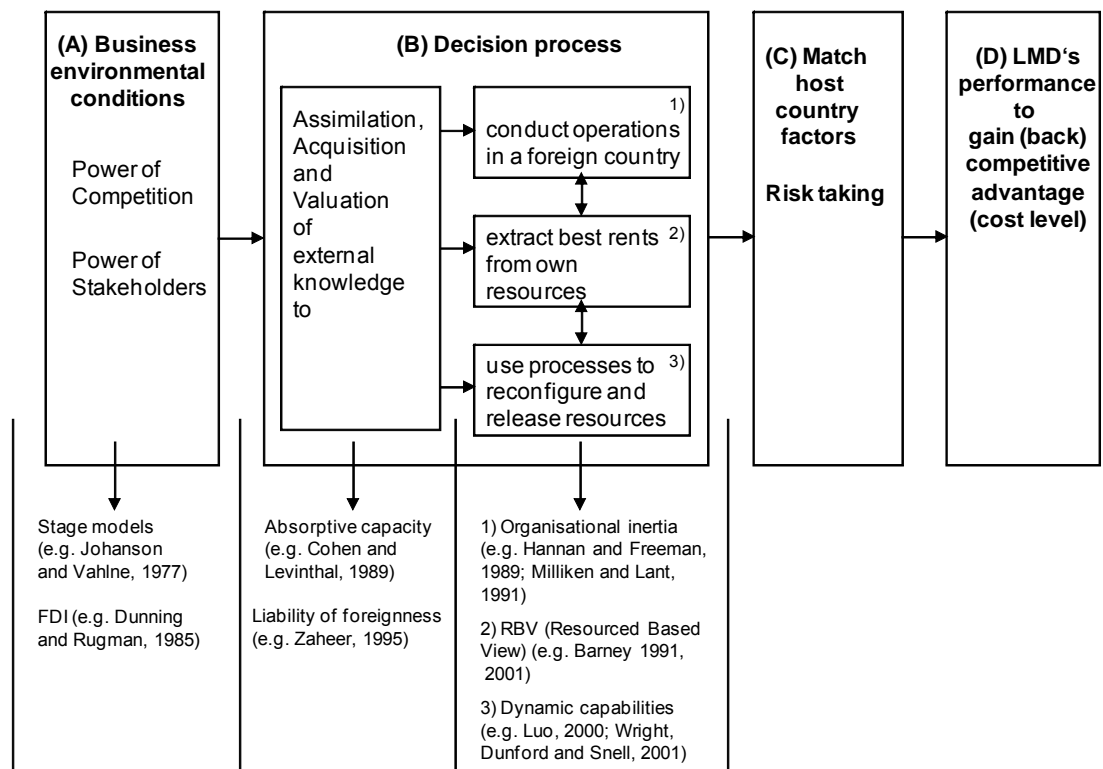 (A) Business
environmental
conditions
Power of
Competition
Power of
Stakeholders
(B) Decision process
Assimilation,
Acquisition
and
Valuation
of
external
knowledge to
1)
conduct operations
in a foreign country
extract best rents 2)
from own
resources
3)
use processes to
reconfigure and
release resources
(C) Match
host
country
factors
Risk taking
(D) LMD‘s
performance
to
gain (back)
competitive
advantage
(cost level)
Stage models
(e.g. Johanson
and Vahlne, 1977)
FDI (e.g. Dunning
and Rugman, 1985)
Absorptive capacity
(e.g. Cohen and
Levinthal, 1989)
Liability of foreignness
(e.g. Zaheer, 1995)
1) Organisational inertia
(e.g. Hannan and Freeman,
1989; Milliken and Lant,
1991)
2) RBV (Resourced Based
View) (e.g. Barney 1991,
2001)
3) Dynamic capabilities
(e.g. Luo, 2000; Wright,
Dunford and Snell, 2001)